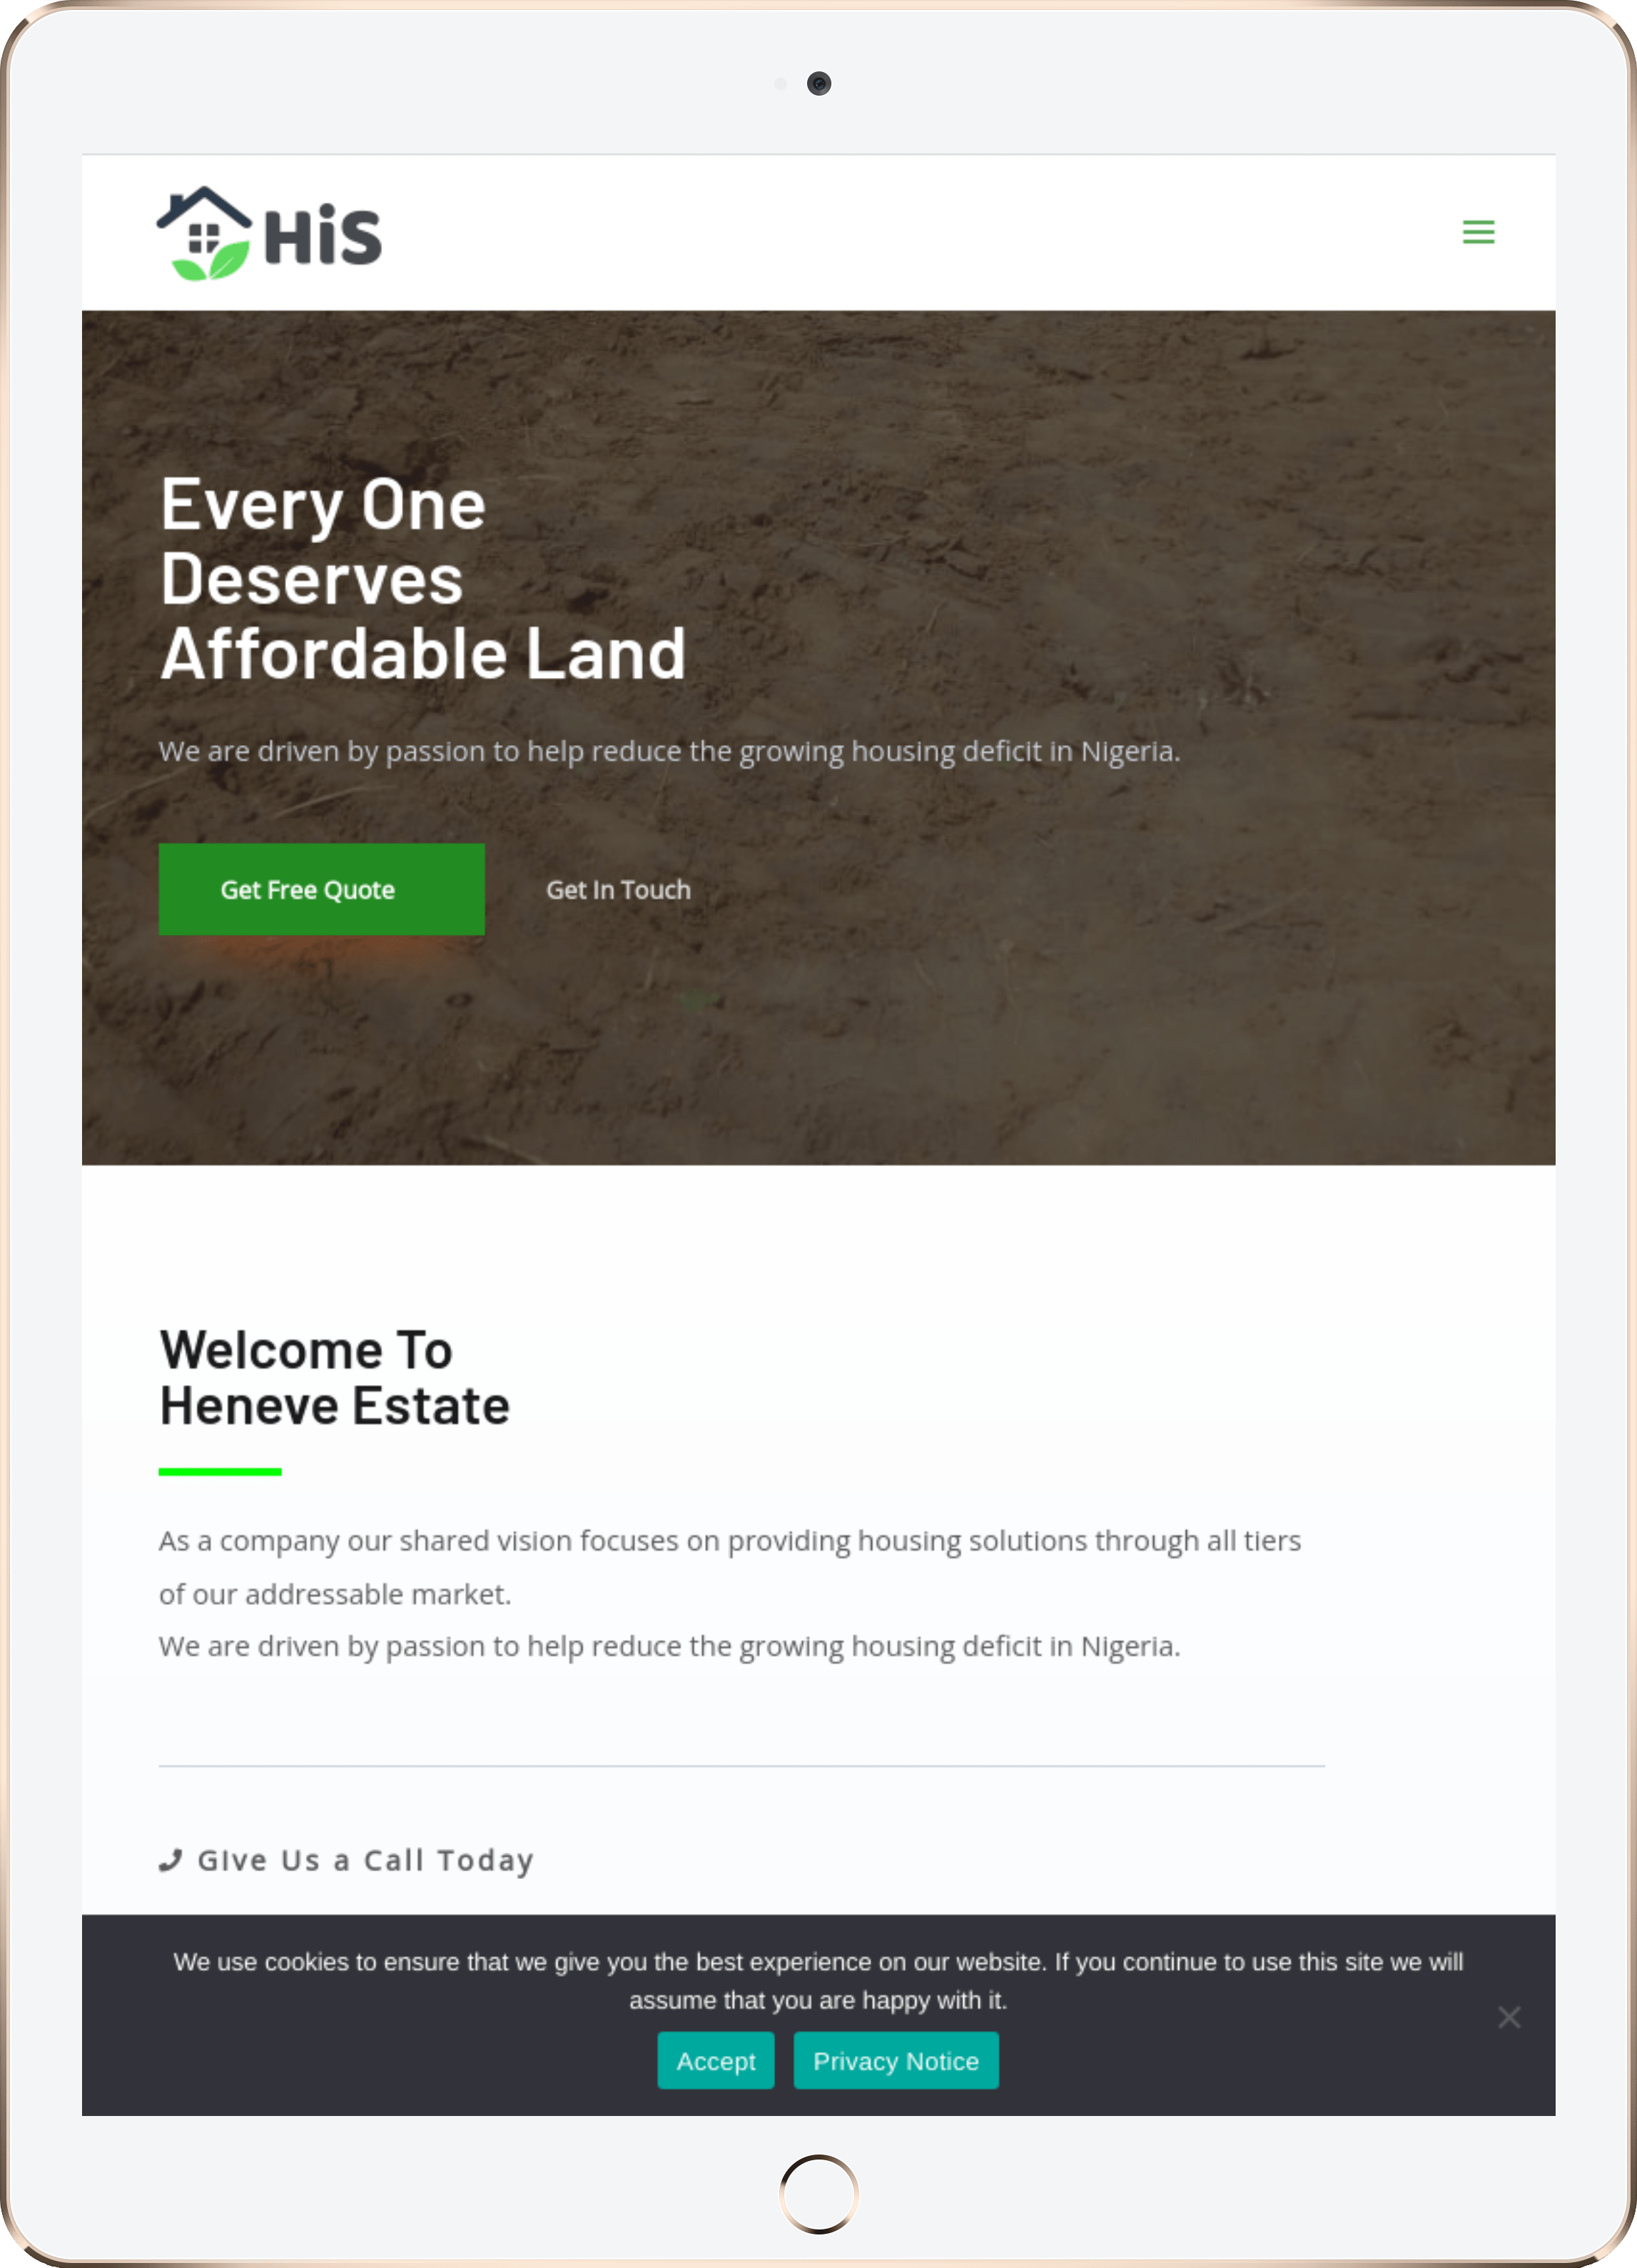 HiS
Every One
Deserves
Affordable Land
We are driven by passion to help reduce the growing housing deficit in Nigeria.
Get Free Quote
Get In Touch
Welcome To
Heneve Estate
As a company our shared vision focuses on providing housing solutions through all tiers
of our addressable market.
We are driven by passion to help reduce the growing housing deficit in Nigeria.
GIve Us a Call Today
We use cookies to ensure that we give you the best experience on our website. If you continue to use this site we will
assume that you are happy with it.
Accept
Privacy Notice